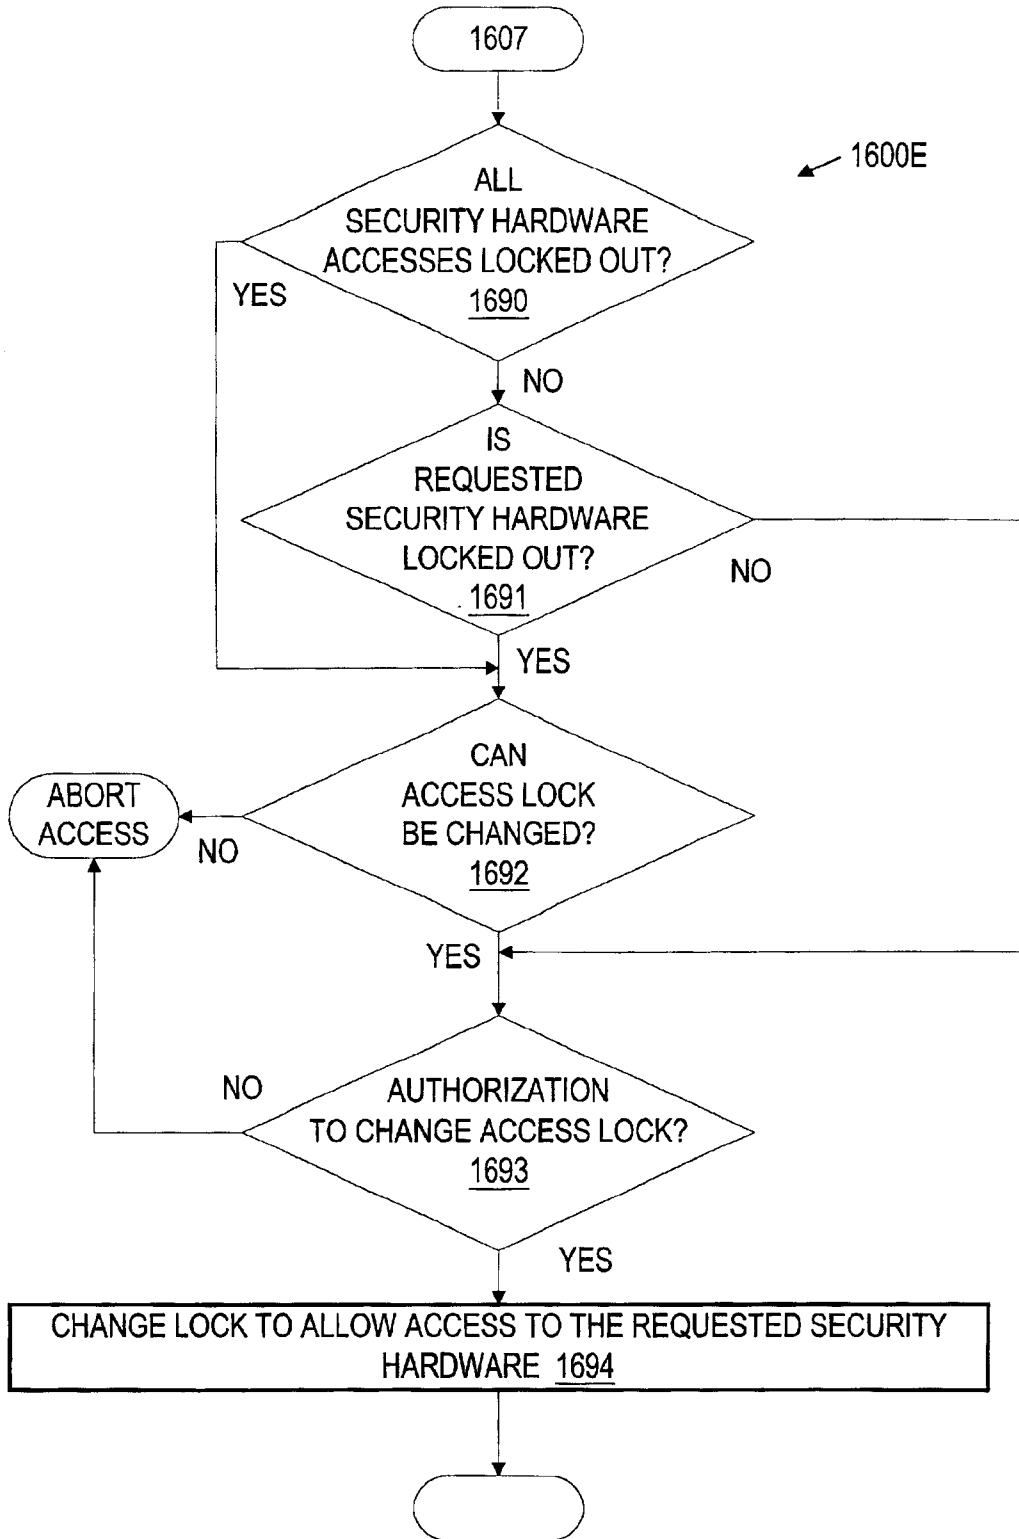 1607
1600E
ALL
SECURITY HARDWARE
ACCESSES LOCKED OUT?
1690
YES
NO
IS
REQUESTED
SECURITY HARDWARE
LOCKED OUT?
1691
NO
YES
CAN
ACCESS LOCK
BE CHANGED?
1692
ABORT
ACCESS
NO
YES
AUTHORIZATION
TO CHANGE ACCESS LOCK?
1693
NO
YES
CHANGE LOCK TO ALLOW ACCESS TO THE REQUESTED SECURITY
HARDWARE 1694